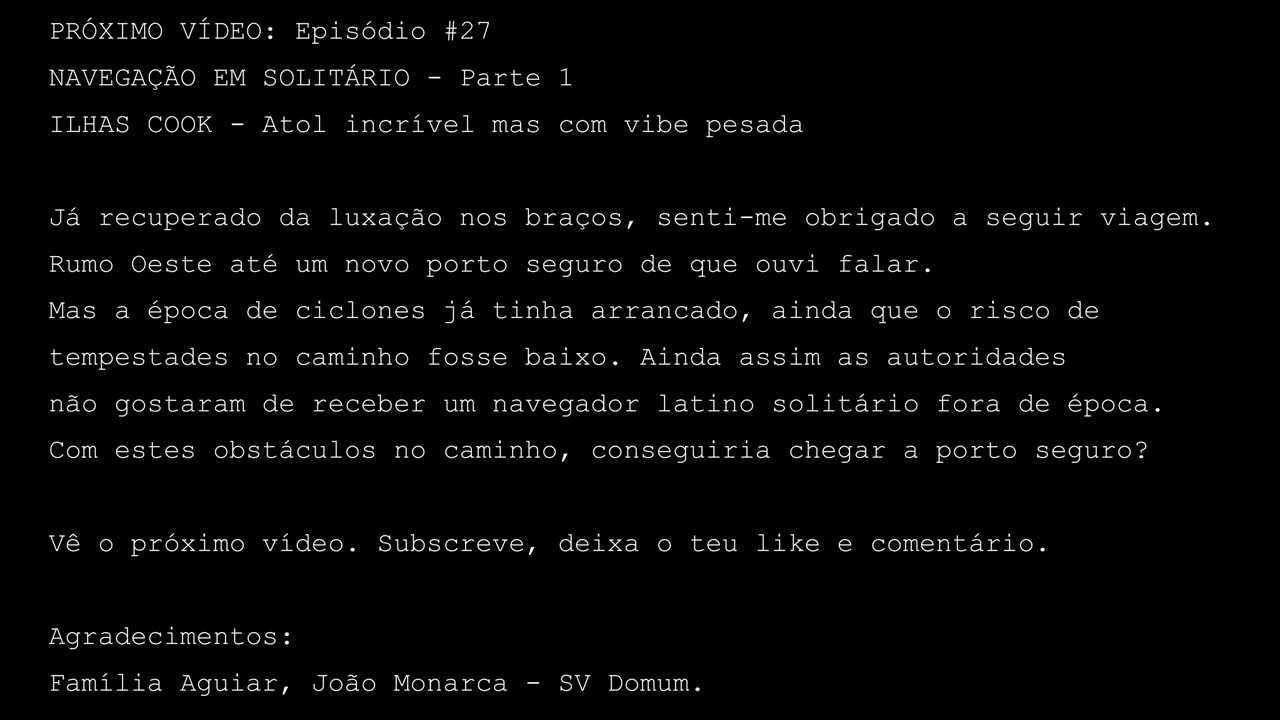 PRÓXIMO VÍDEO: Episódio #27
NAVEGAÇÃO EM SOLITÁRIO - Parte 1
ILHAS COOK - Atol incrível mas com vibe pesada
Já recuperado da luxação nos braços, senti-me obrigado a seguir viagem.
Rumo Oeste até um novo porto seguro de que ouvi falar.
Mas a época de ciclones já tinha arrancado, ainda que o risco de
tempestades no caminho fosse baixo. Ainda assim as autoridades
não gostaram de receber um navegador latino solitário fora de época.
Com estes obstáculos no caminho, conseguiria chegar a porto seguro?
Vê o próximo vídeo. Subscreve, deixa o teu like e comentário.
Agradecimentos:
Família Aguiar, João Monarca - SV Domum.